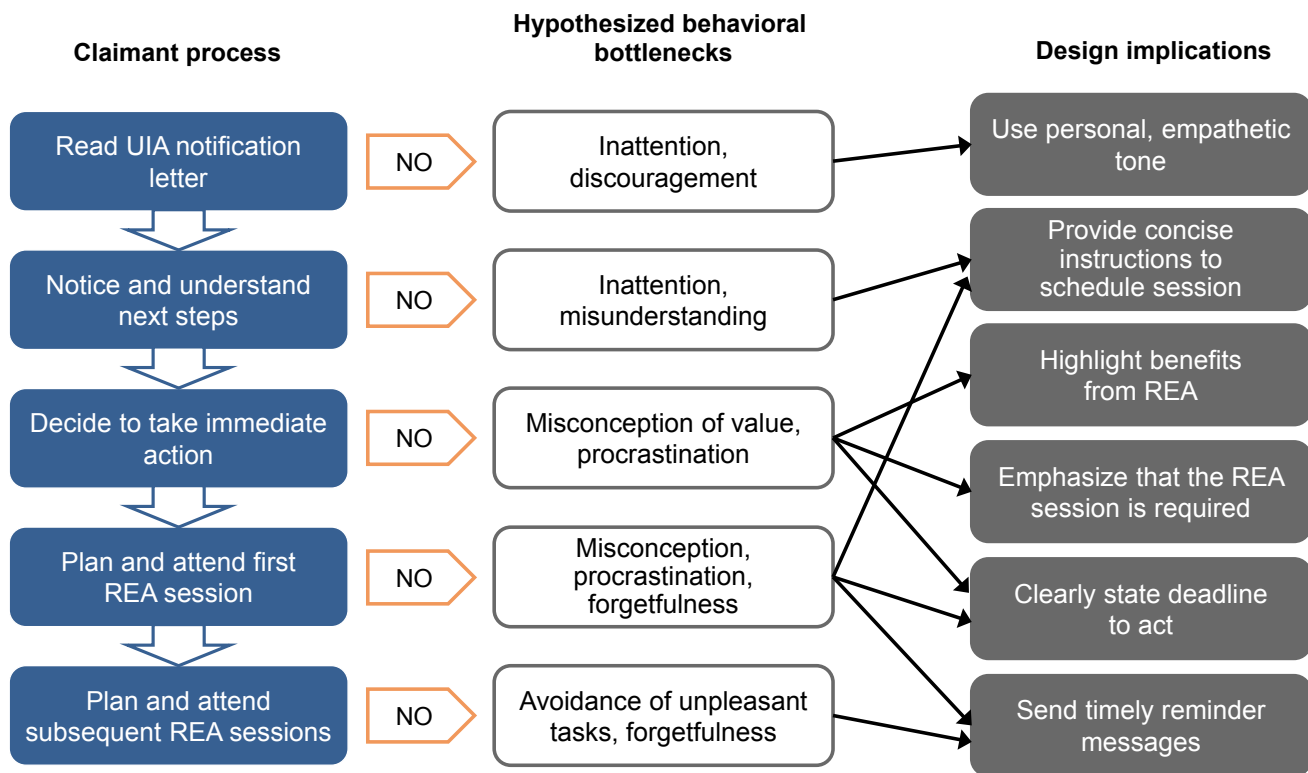 Claimant process
Hypothesized behavioral
bottlenecks
Design implications
Read UIA notification
letter
NO
Inattention,
discouragement
Use personal, empathetic
tone
Notice and understand
next steps
NO
Inattention,
misunderstanding
Provide concise
instructions to
schedule session
Highlight benefits
from REA
Decide to take immediate
action
NO
Misconception of value,
procrastination
Emphasize that the REA
session is required
Plan and attend first
REA session
NO
Misconception,
procrastination,
forgetfulness
Clearly state deadline
to act
Plan and attend
subsequent REA sessions
NO
Avoidance of unpleasant
tasks, forgetfulness
Send timely reminder
messages